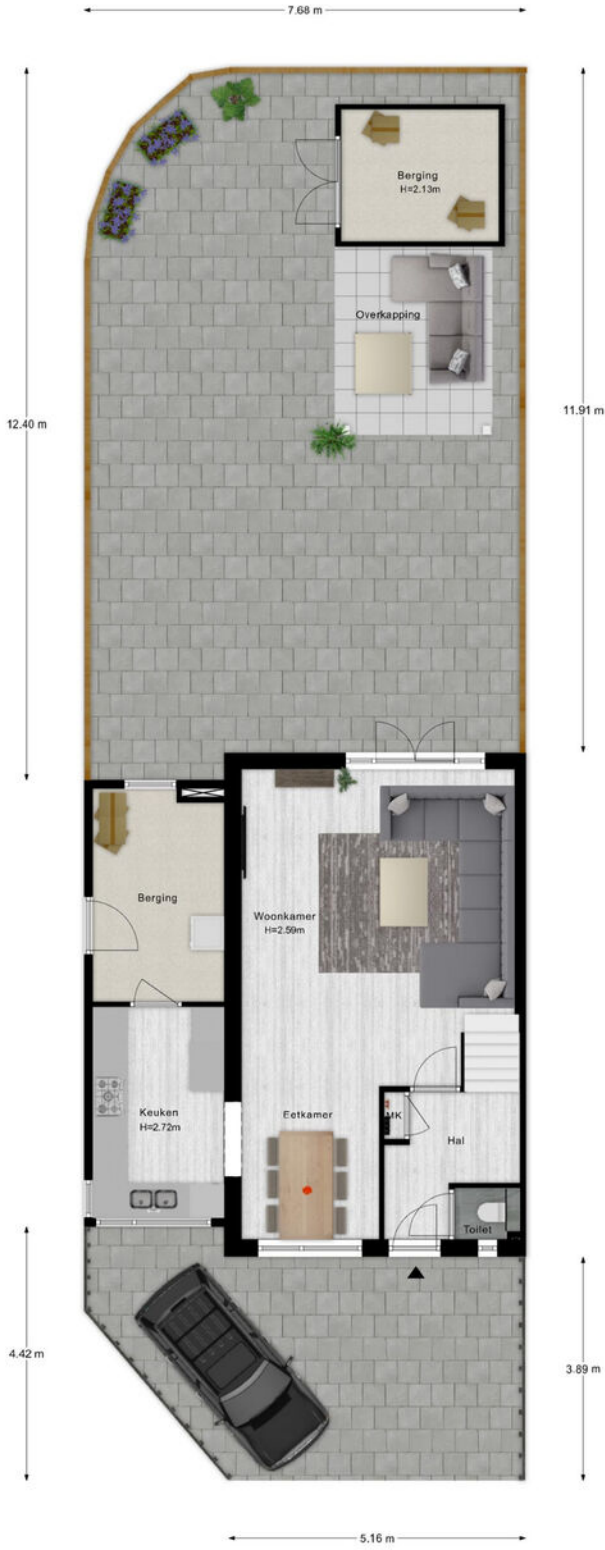 7.68 m
Berging
H=2.13m
Overkapping
12.40 m
11.91 m
Berging
Woonkamer
H=2.59m
Keuken
H=2.72m
Eetkamer
MK
Hal
Toilet
4.42 m
3.89 m
5.16 m